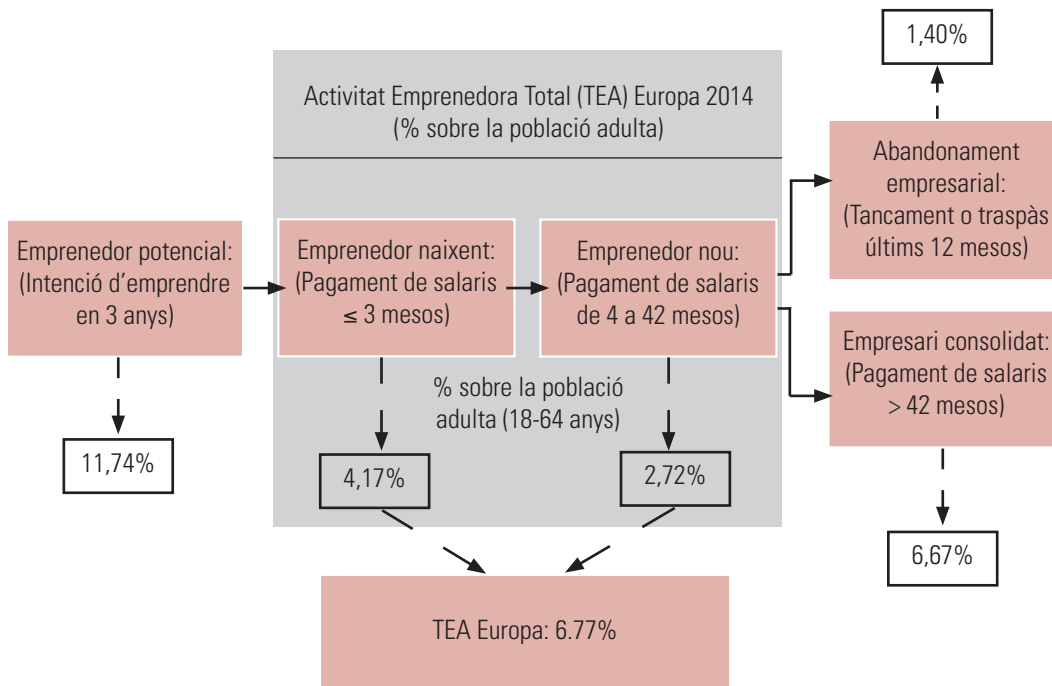 1,40%
Activitat Emprenedora Total (TEA) Europa 2014
(% sobre la població adulta)
Abandonament
empresarial:
(Tancament o traspàs
últims 12 mesos)
Emprenedor potencial:
(Intenció d’emprendre
en 3 anys)
Emprenedor naixent:
(Pagament de salaris
≤ 3 mesos)
Emprenedor nou:
(Pagament de salaris
de 4 a 42 mesos)
Empresari consolidat:
(Pagament de salaris
> 42 mesos)
% sobre la població
adulta (18-64 anys)
11,74%
4,17%
2,72%
6,67%
TEA Europa: 6.77%